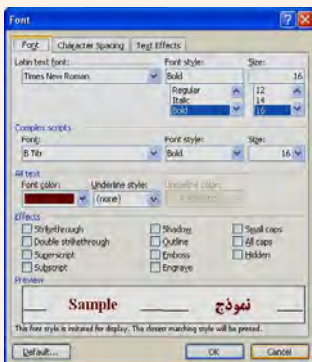 Font
Font Character Spacing Text Effects
Latin text font: Font style: Size:
Times New Roman Bold 16
Regular 12
Italic 14
Bold 16
Complex scripts
Font: Font style: Size:
B Titr Bold 16
All text
Font color: Underline style: Underline color:
(none)
Effects
Strikethrough Shadow Small caps
Double strikethrough Outline All caps
Superscript Emboss Hidden
Subscript Engrave
Preview
Sample نموذج
This font style is imitated for display. The closest matching style will be printed.
Default... OK Cancel